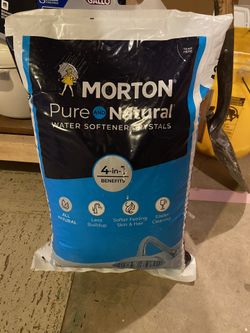 GALLO
MORTON
Pure AND Natural
WATER SOFTENER CRYSTALS
4-in-1
BENEFITS
ALL NATURAL
Less Buildup
Softer Feeling Skin & Hair
Easier Cleaning